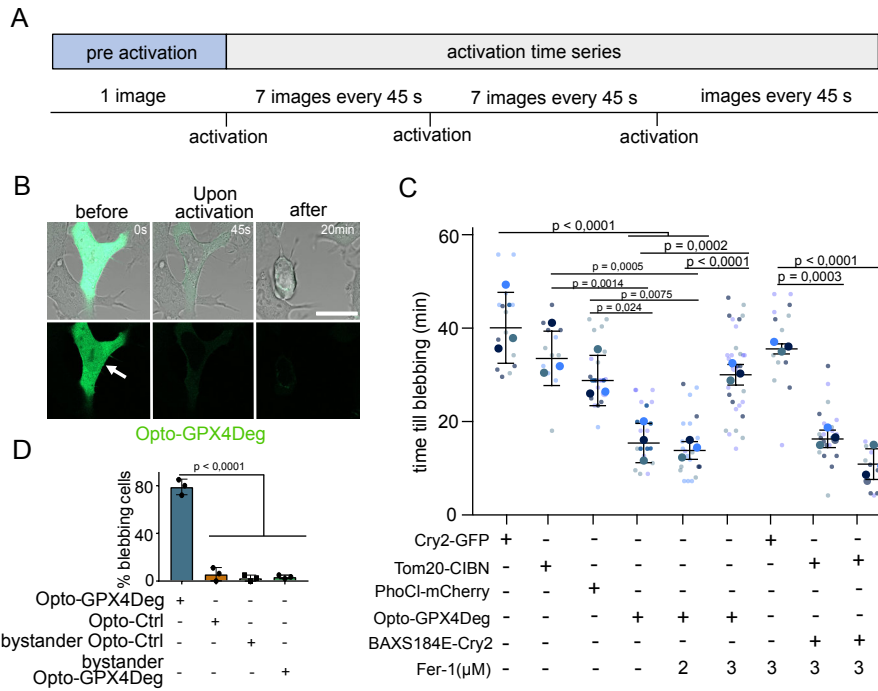 A
pre activation
activation time series
1 image
7 images every 45 s
7 images every 45 s
images every 45 s
activation
activation
activation
B
before
Upon
activation
after
0s
45s
20min
Opto-GPX4Deg
C
time till blebbing (min)
60
40
20
0
p < 0,0001
p = 0,0002
p <0,0001
p = 0,0005
p = 0,0014
p = 0,0075
p = 0,024
p <0,0001
p = 0,0003
Cry2-GFP + - - - - - + - -
Tom20-CIBN - + - - - - - + +
PhoCl-mCherry - - + - - - - - -
Opto-GPX4Deg - - - + + + - - -
BAXS184E-Cry2 - - - - - - - + +
Fer-1(µM) - - - - 2 3 3 3 3
D
% blebbing cells
80
40
0
p < 0,0001
Opto-GPX4Deg + - - -
Opto-Ctrl - + - -
bystander Opto-Ctrl - - + -
bystander
Opto-GPX4Deg - - - +